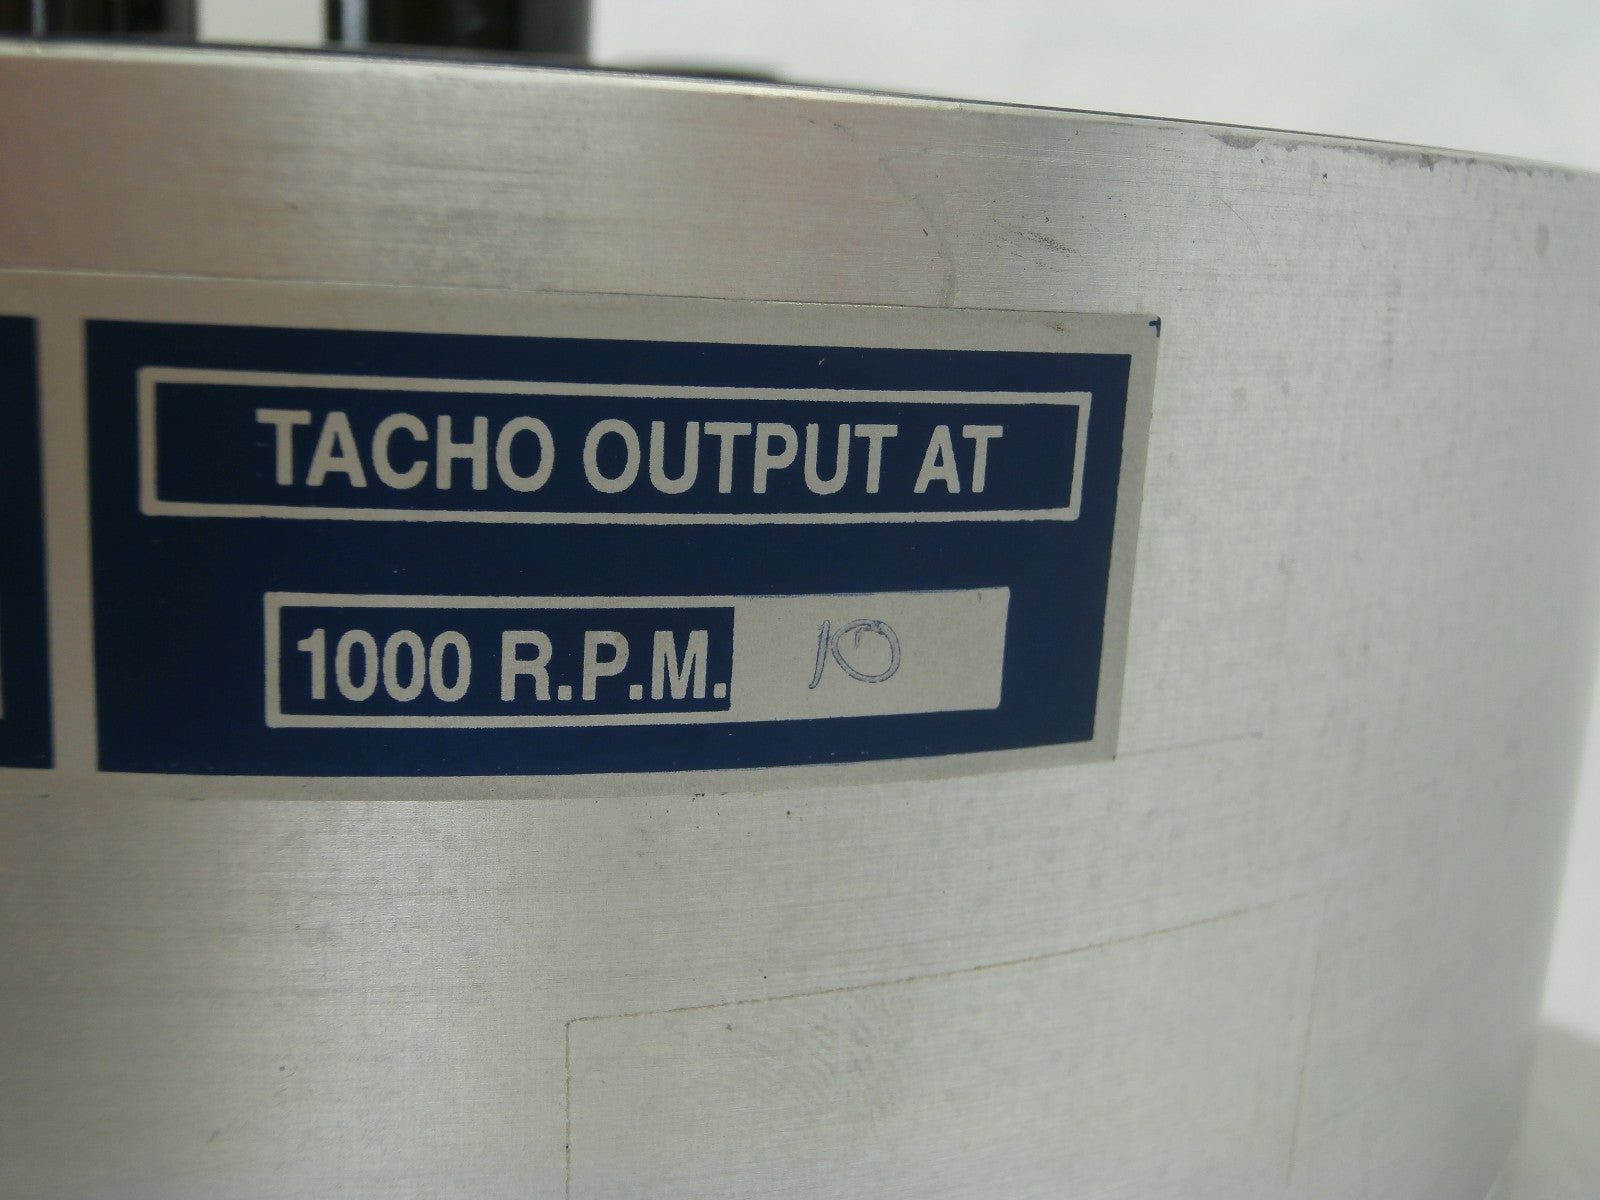 TACHO OUTPUT AT
1000 R.P.M. 10